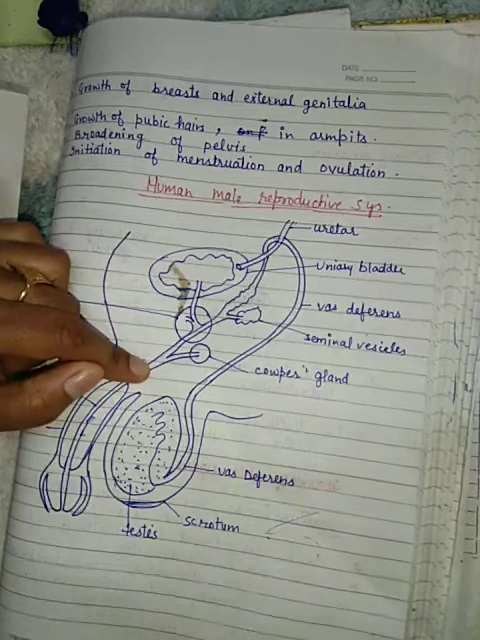 DATE
PAGE NO.
Growth of breasts and external genitalia
Growth of pubic hairs, in armpits.
Broadening of pelvis
Initiation of menstruation and ovulation.
Human male reproductive sys.
uretar
Uniary bladder
vas deferens
seminal vesicles
cowper's gland
vas Deferens
scrotum
testes